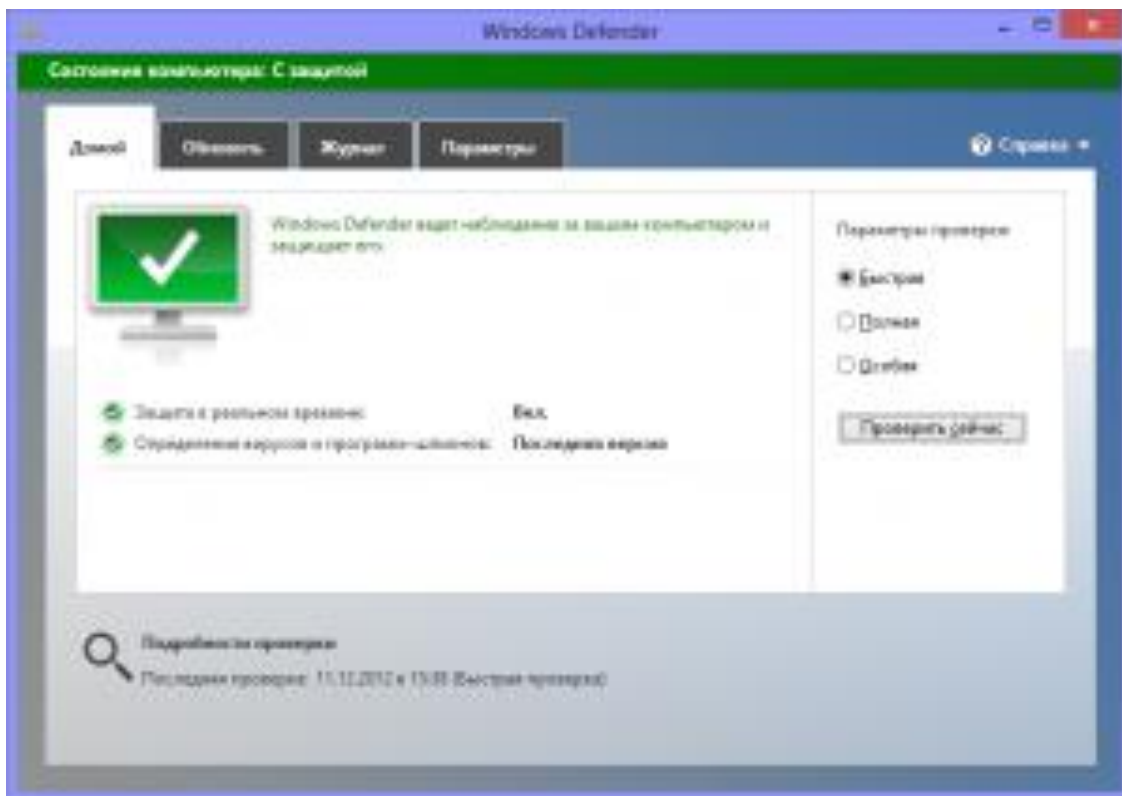 Windows Defender
Состояние компьютера: С защитой
Домой
Обновить
Журнал
Параметры
Справка
Windows Defender ведет наблюдение за вашим компьютером и
защищает его.
Параметры проверки:
Быстрая
Полная
Особая
Защита в реальном времени: Вкл.
Определения вирусов и программ-шпионов: Последняя версия
Проверить сейчас
Подробности проверки
Последняя проверка: 11.12.2012 в (Быстрая проверка)